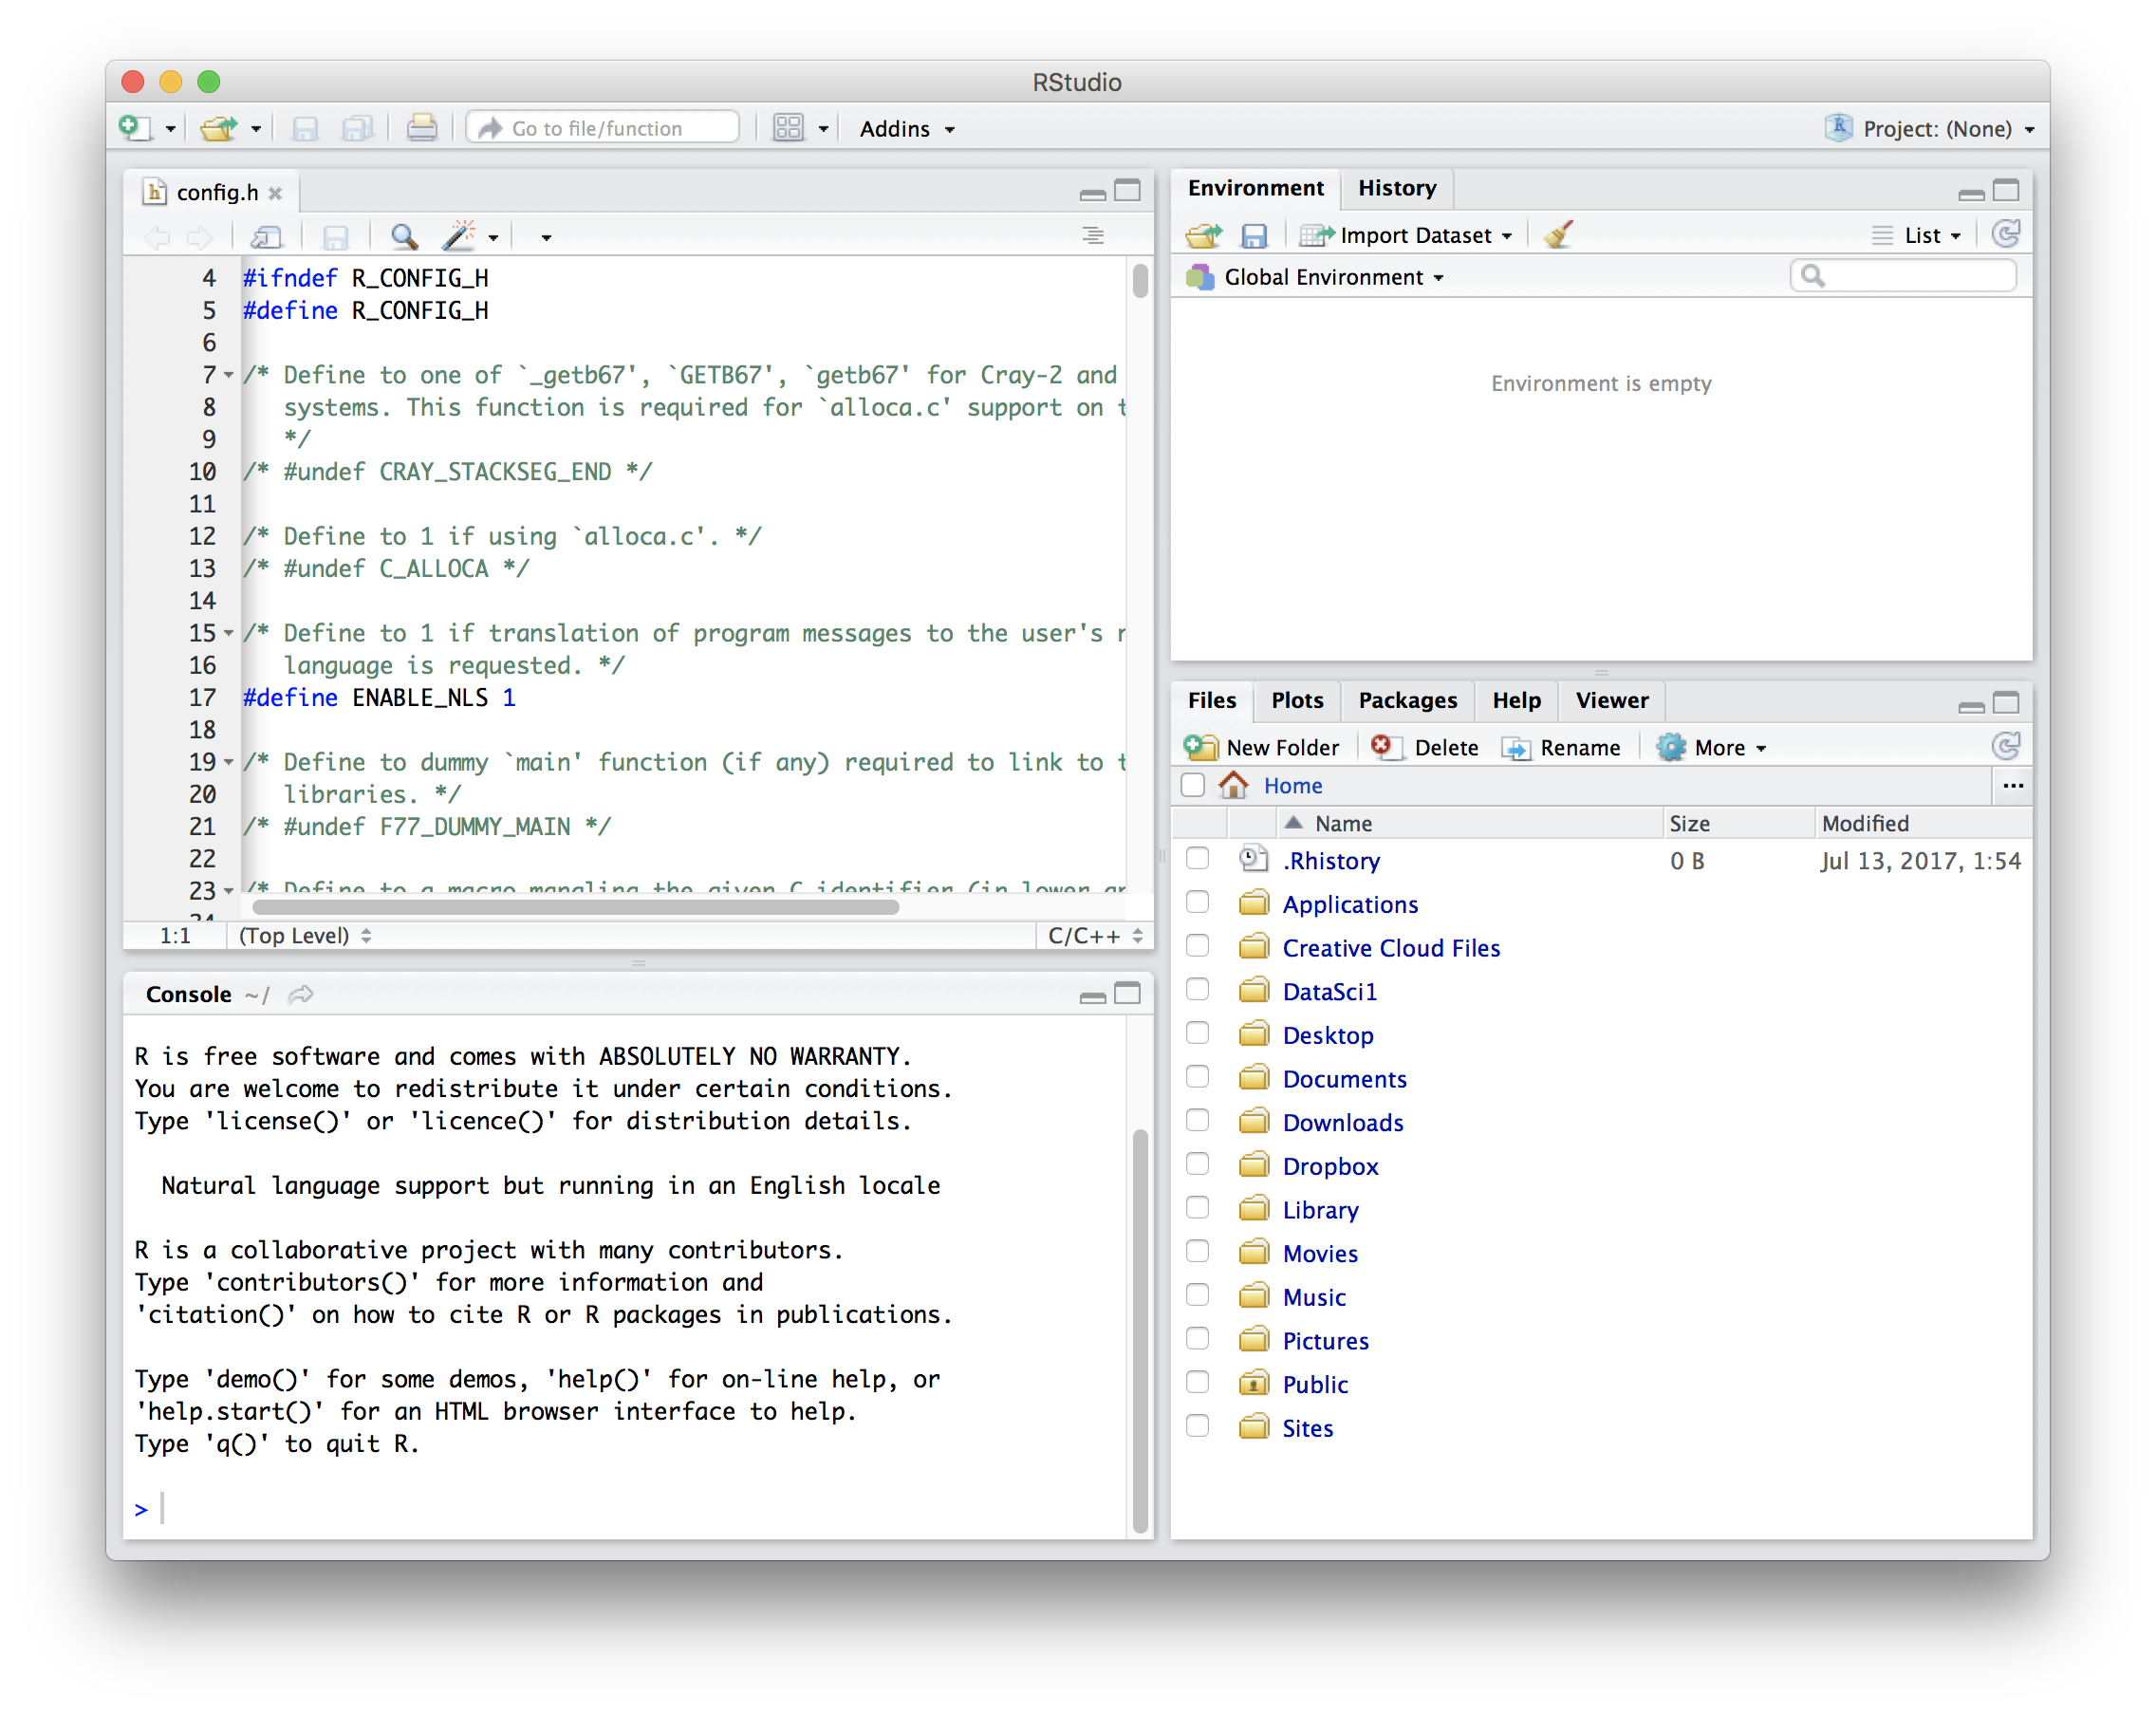 RStudio
Go to file/function
Addins
Project: (None)
config.h
4 #ifndef R_CONFIG_H
5 #define R_CONFIG_H
6
7 /* Define to one of `_getb67', `GETB67', `getb67' for Cray-2 and
8 systems. This function is required for `alloca.c' support on t
9 */
10 /* #undef CRAY_STACKSEG_END */
11
12 /* Define to 1 if using `alloca.c'. */
13 /* #undef C_ALLOCA */
14
15 /* Define to 1 if translation of program messages to the user's
16 language is requested. */
17 #define ENABLE_NLS 1
18
19 /* Define to dummy `main' function (if any) required to link to t
20 libraries. */
21 /* #undef F77_DUMMY_MAIN */
22
23 /* Define to a macro mangling the given C identifier (in lower
1:1 (Top Level) C/C++
Console ~/
R is free software and comes with ABSOLUTELY NO WARRANTY.
You are welcome to redistribute it under certain conditions.
Type 'license()' or 'licence()' for distribution details.
Natural language support but running in an English locale
R is a collaborative project with many contributors.
Type 'contributors()' for more information and
'citation()' on how to cite R or R packages in publications.
Type 'demo()' for some demos, 'help()' for on-line help, or
'help.start()' for an HTML browser interface to help.
Type 'q()' to quit R.
>
Environment History
Import Dataset List
Global Environment
Environment is empty
Files Plots Packages Help Viewer
New Folder Delete Rename More
Home ...
Name Size Modified
.Rhistory 0 B Jul 13, 2017, 1:54
Applications
Creative Cloud Files
DataSci1
Desktop
Documents
Downloads
Dropbox
Library
Movies
Music
Pictures
Public
Sites